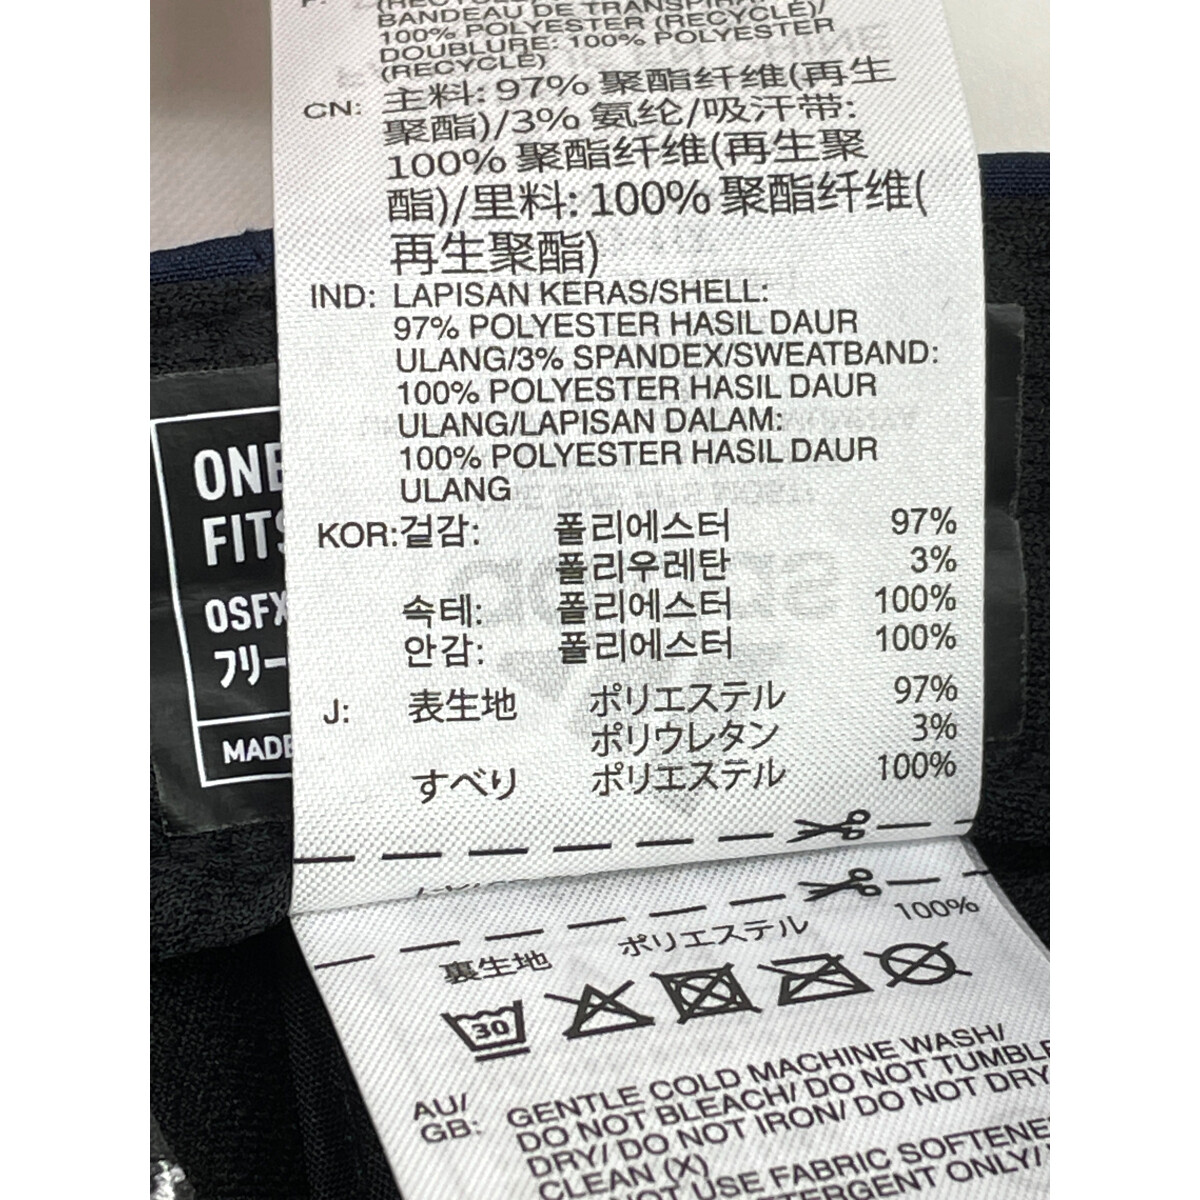 BANDEAU DE
100% POLYESTER (RECYCLÉ)/
DOUBLURE: 100% POLYESTER
(RECYCLÉ)
CN: 主料: 97% 聚酯纤维(再生
聚酯)/3% 氨纶/吸汗带:
100% 聚酯纤维(再生聚
酯)/里料: 100% 聚酯纤维(
再生聚酯)
IND: LAPISAN KERAS/SHELL:
97% POLYESTER HASIL DAUR
ULANG/3% SPANDEX/SWEATBAND:
100% POLYESTER HASIL DAUR
ULANG/LAPISAN DALAM:
100% POLYESTER HASIL DAUR
ULANG
KOR: 겉감: 폴리에스터 97%
폴리우레탄 3%
속테: 폴리에스터 100%
안감: 폴리에스터 100%
J: 表生地 ポリエステル 97%
ポリウレタン 3%
すべり ポリエステル 100%
ONE
FITS
OSFX
フリー
MADE
裏生地 ポリエステル 100%
30
AU/
GB:
GENTLE COLD MACHINE WASH/
DO NOT BLEACH/ DO NOT TUMBLE
DRY/ DO NOT IRON/ DO NOT DRY
CLEAN (X)
NOT USE FABRIC
ONLY/